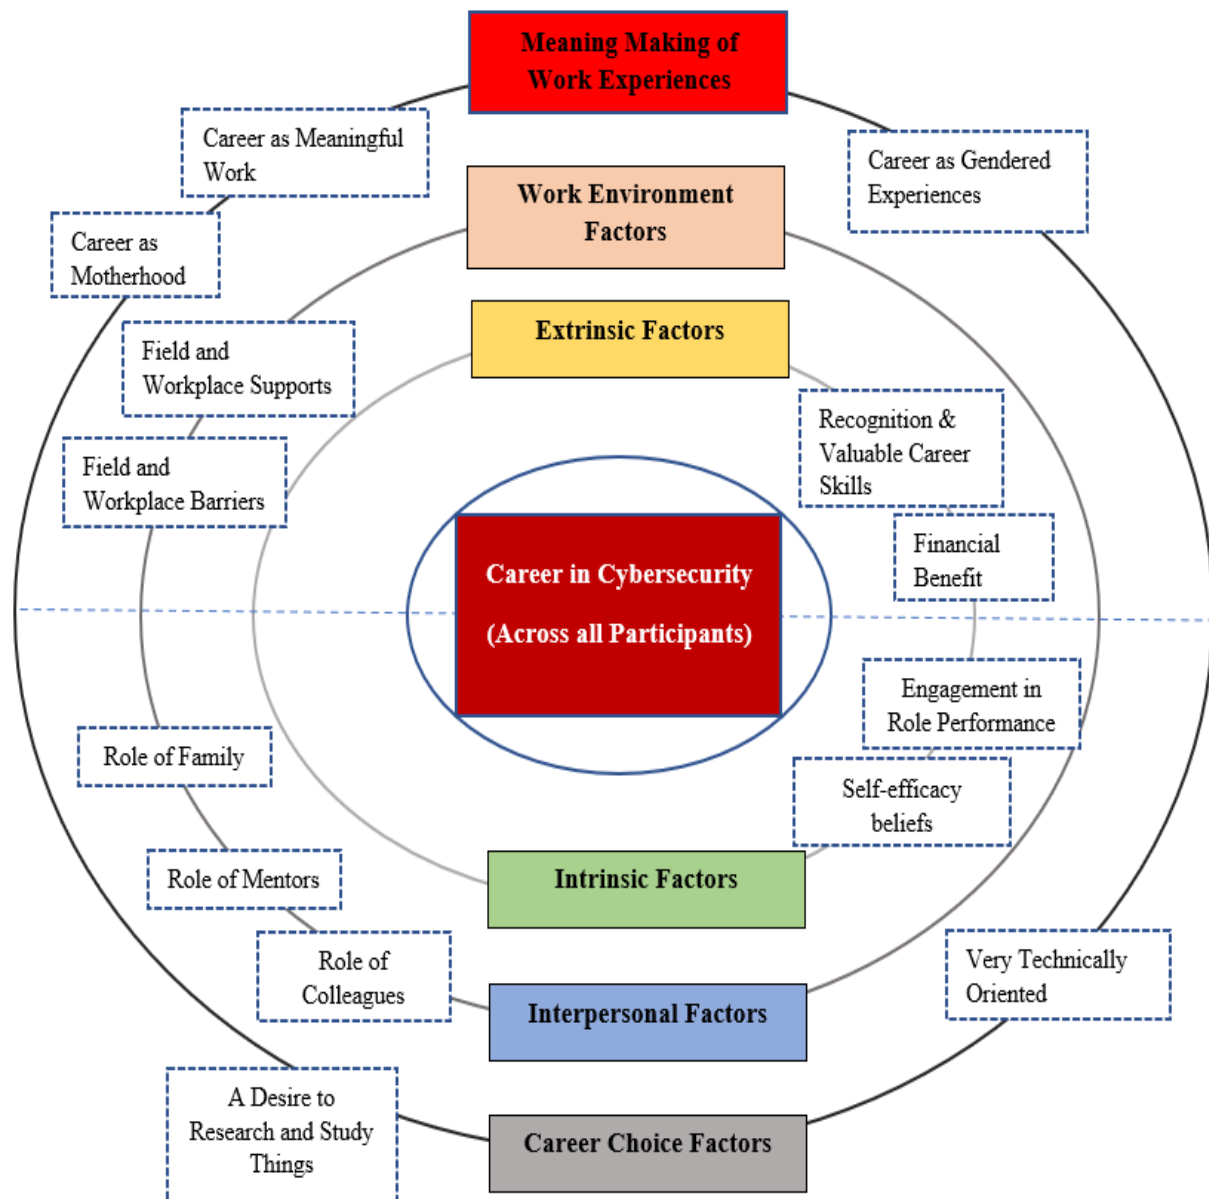 Meaning Making of
Work Experiences
Career as Meaningful
Work
Career as Gendered
Experiences
Work Environment
Factors
Career as
Motherhood
Extrinsic Factors
Field and
Workplace Supports
Recognition &
Valuable Career
Skills
Field and
Workplace Barriers
Financial
Benefit
Career in Cybersecurity
(Across all Participants)
Engagement in
Role Performance
Role of Family
Self-efficacy
beliefs
Role of Mentors
Intrinsic Factors
Role of
Colleagues
Very Technically
Oriented
Interpersonal Factors
A Desire to
Research and Study
Things
Career Choice Factors